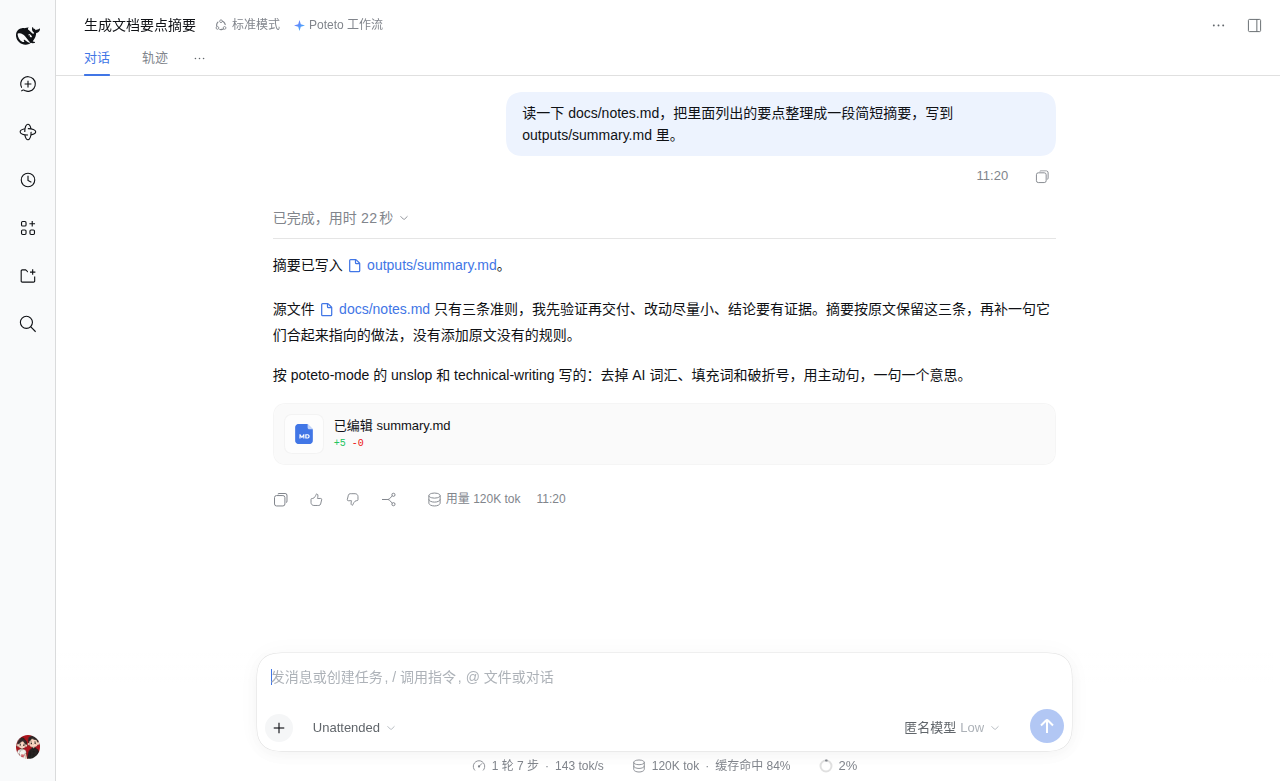 生成文档要点摘要 标准模式 Poteto 工作流
对话 轨迹 ···
读一下 docs/notes.md，把里面列出的要点整理成一段简短摘要，写到
outputs/summary.md 里。
11:20
已完成，用时 22 秒
摘要已写入 outputs/summary.md。
源文件 docs/notes.md 只有三条准则，我先验证再交付、改动尽量小、结论要有证据。摘要按原文保留这三条，再补一句它
们合起来指向的做法，没有添加原文没有的规则。
按 poteto-mode 的 unslop 和 technical-writing 写的：去掉 AI 词汇、填充词和破折号，用主动句，一句一个意思。
MD
已编辑 summary.md
+5 -0
用量 120K tok 11:20
发消息或创建任务, / 调用指令, @ 文件或对话
Unattended 匿名模型 Low
1 轮 7 步 · 143 tok/s 120K tok · 缓存命中 84% 2%